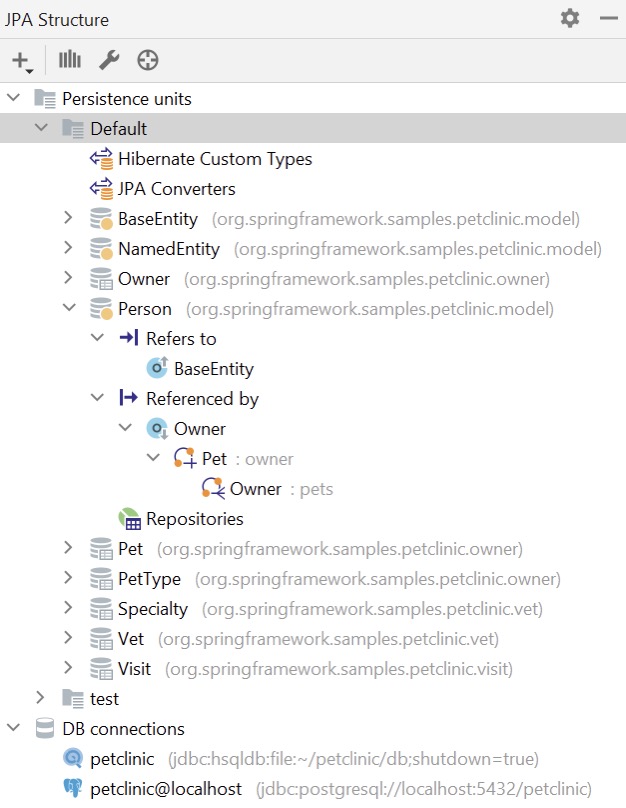 JPA Structure
Persistence units
Default
Hibernate Custom Types
JPA Converters
BaseEntity (org.springframework.samples.petclinic.model)
NamedEntity (org.springframework.samples.petclinic.model)
Owner (org.springframework.samples.petclinic.owner)
Person (org.springframework.samples.petclinic.model)
Refers to
BaseEntity
Referenced by
Owner
Pet : owner
Owner : pets
Repositories
Pet (org.springframework.samples.petclinic.owner)
PetType (org.springframework.samples.petclinic.owner)
Specialty (org.springframework.samples.petclinic.vet)
Vet (org.springframework.samples.petclinic.vet)
Visit (org.springframework.samples.petclinic.visit)
test
DB connections
petclinic (jdbc:hsqldb:file:~/petclinic/db;shutdown=true)
petclinic@localhost (jdbc:postgresql://localhost:5432/petclinic)